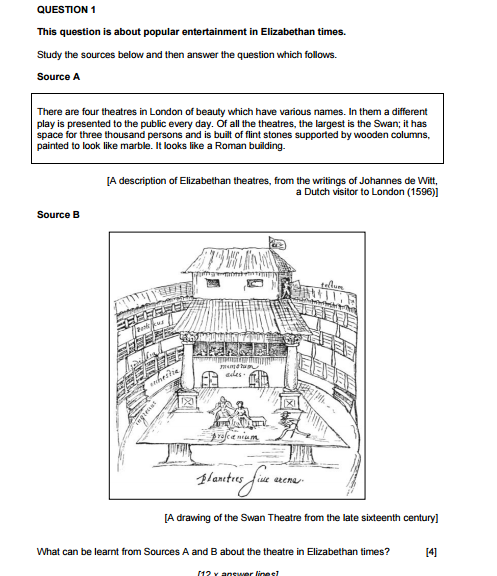 QUESTION 1
This question is about popular entertainment in Elizabethan times.
Study the sources below and then answer the question which follows.
Source A
There are four theatres in London of beauty which have various names. In them a different
play is presented to the public every day. Of all the theatres, the largest is the Swan; it has
space for three thousand persons and is built of flint stones supported by wooden columns,
painted to look like marble. It looks like a Roman building.
[A description of Elizabethan theatres, from the writings of Johannes de Witt,
a Dutch visitor to London (1596)]
Source B
tectum
porticus
orchestra
mimorum
ædes.
proscænium
planities sive arena.
[A drawing of the Swan Theatre from the late sixteenth century]
What can be learnt from Sources A and B about the theatre in Elizabethan times? [4]
[12 x answer lines]